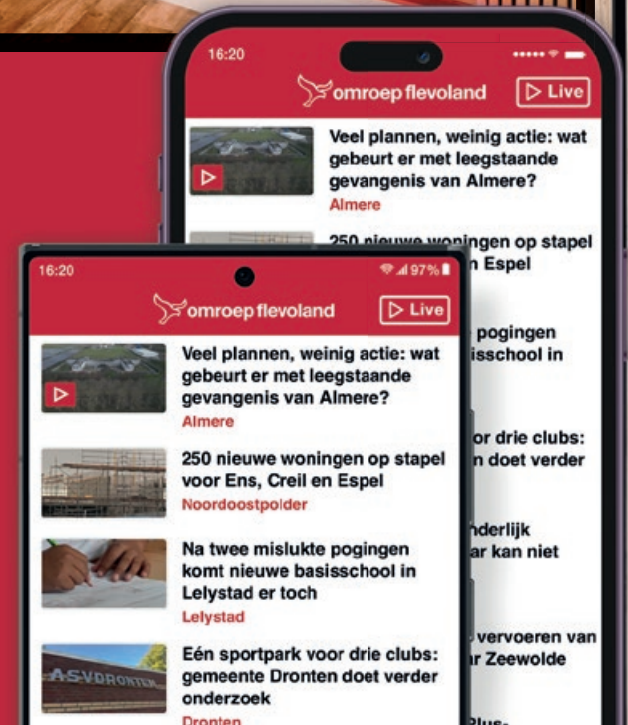 16:20
omroep flevoland
Live
Veel plannen, weinig actie: wat
gebeurt er met leegstaande
gevangenis van Almere?
Almere
250 nieuwe woningen op stapel
n Espel
pogingen
isschool in
or drie clubs:
n doet verder
nderlijk
ar kan niet
vervoeren van
ar Zeewolde
Plus-
16:20
97%
omroep flevoland
Live
Veel plannen, weinig actie: wat
gebeurt er met leegstaande
gevangenis van Almere?
Almere
250 nieuwe woningen op stapel
voor Ens, Creil en Espel
Noordoostpolder
Na twee mislukte pogingen
komt nieuwe basisschool in
Lelystad er toch
Lelystad
ASVDRONTEN
Eén sportpark voor drie clubs:
gemeente Dronten doet verder
onderzoek
Dronten